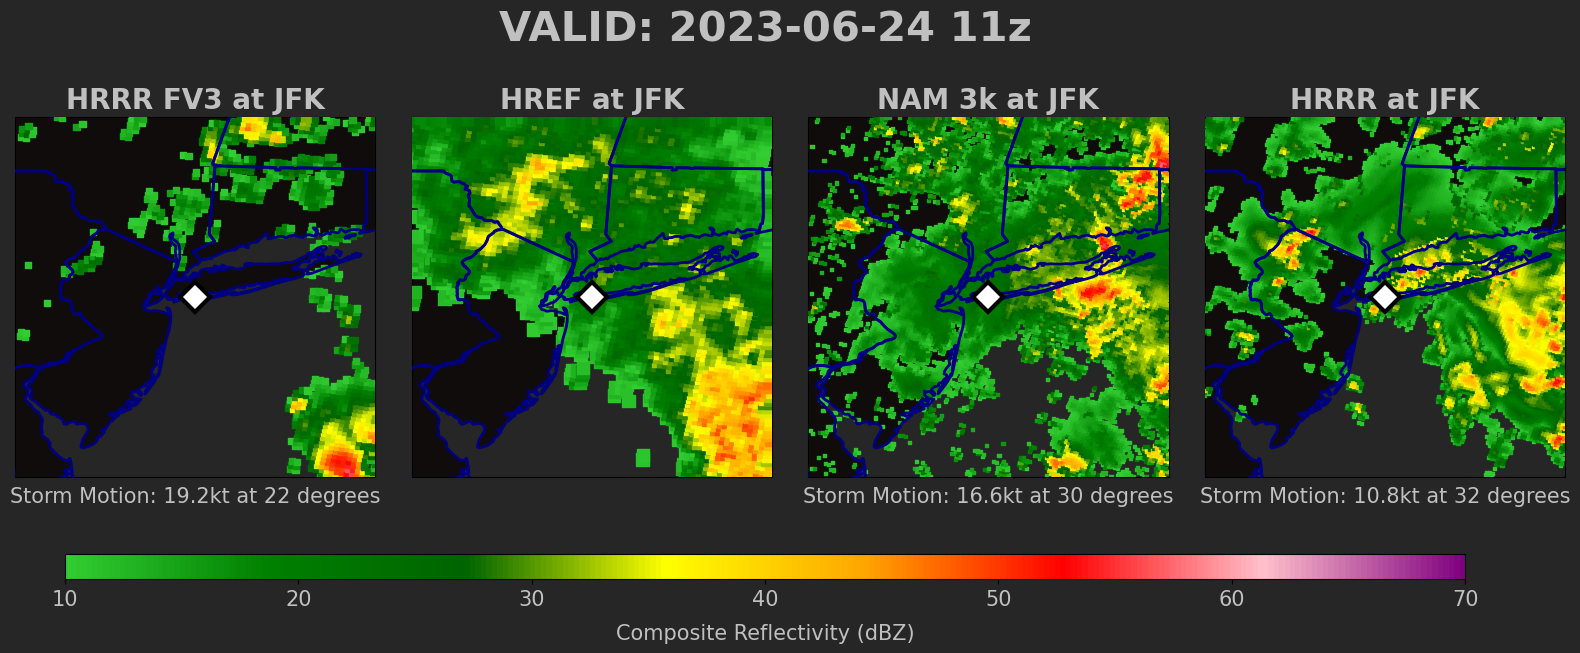 VALID: 2023-06-24 11z
HRRR FV3 at JFK
HREF at JFK
NAM 3k at JFK
HRRR at JFK
Storm Motion: 19.2kt at 22 degrees
Storm Motion: 16.6kt at 30 degrees
Storm Motion: 10.8kt at 32 degrees
10 20 30 40 50 60 70
Composite Reflectivity (dBZ)